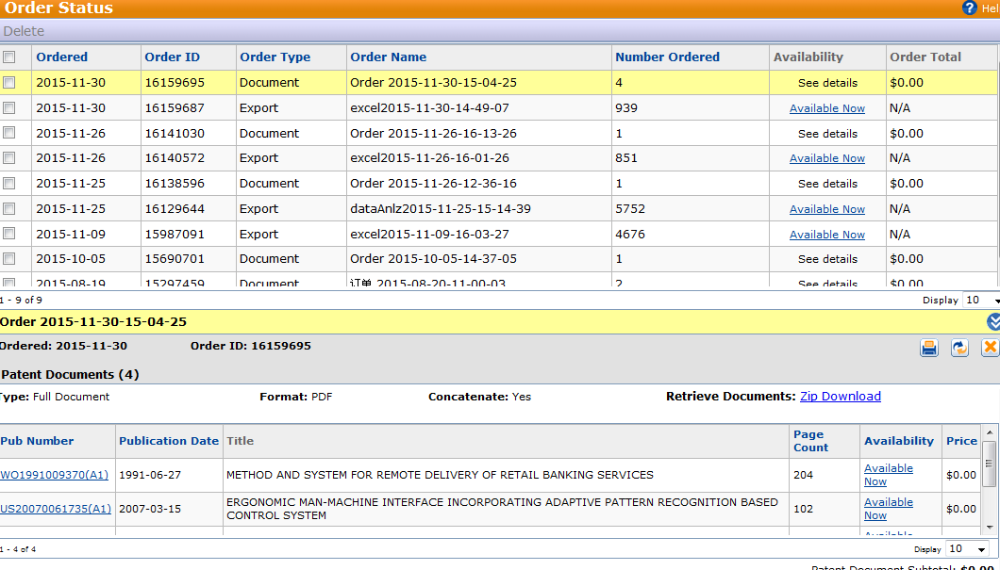 Order Status
? Hel
Delete
Ordered Order ID Order Type Order Name Number Ordered Availability Order Total
2015-11-30 16159695 Document Order 2015-11-30-15-04-25 4 See details $0.00
2015-11-30 16159687 Export excel2015-11-30-14-49-07 939 Available Now N/A
2015-11-26 16141030 Document Order 2015-11-26-16-13-26 1 See details $0.00
2015-11-26 16140572 Export excel2015-11-26-16-01-26 851 Available Now N/A
2015-11-25 16138596 Document Order 2015-11-26-12-36-16 1 See details $0.00
2015-11-25 16129644 Export dataAnlz2015-11-25-15-14-39 5752 Available Now N/A
2015-11-09 15987091 Export excel2015-11-09-16-03-27 4676 Available Now N/A
2015-10-05 15690701 Document Order 2015-10-05-14-37-05 1 See details $0.00
2015-08-19 15297459 Document 订单 2015-08-20-11-00-03 2 See details $0.00
1 - 9 of 9 Display 10
Order 2015-11-30-15-04-25
Ordered: 2015-11-30 Order ID: 16159695
Patent Documents (4)
Type: Full Document Format: PDF Concatenate: Yes Retrieve Documents: Zip Download
Pub Number Publication Date Title Page Count Availability Price
WO1991009370(A1) 1991-06-27 METHOD AND SYSTEM FOR REMOTE DELIVERY OF RETAIL BANKING SERVICES 204 Available Now $0.00
US20070061735(A1) 2007-03-15 ERGONOMIC MAN-MACHINE INTERFACE INCORPORATING ADAPTIVE PATTERN RECOGNITION BASED
CONTROL SYSTEM 102 Available Now $0.00
Available
1 - 4 of 4 Display 10
Patent Document Subtotal: $0.00